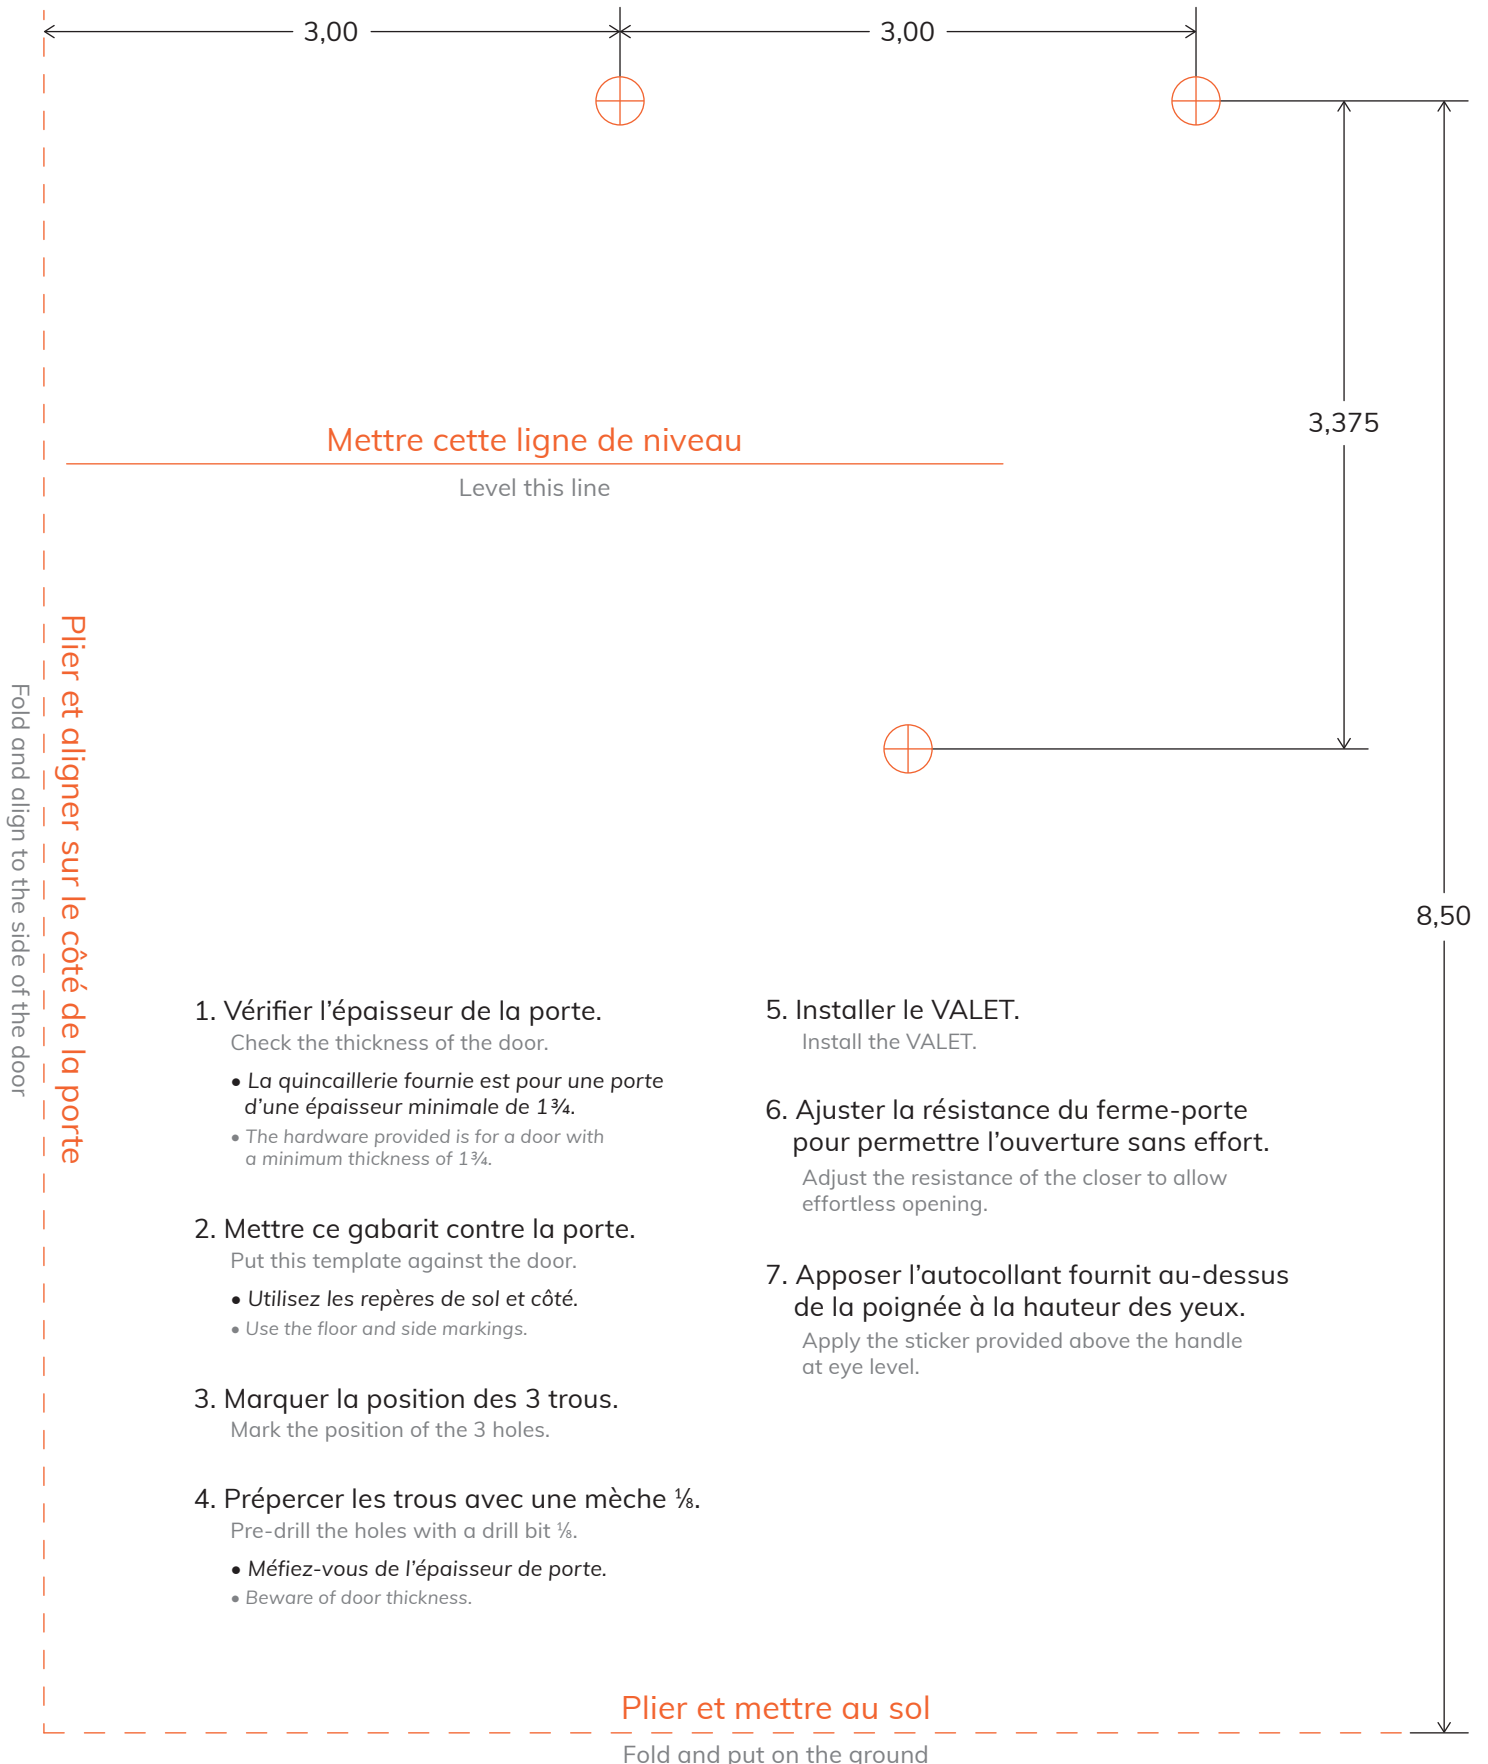 3,00
3,00
3,375
8,50
Mettre cette ligne de niveau
Level this line
Plier et aligner sur le côté de la porte
Fold and align to the side of the door
1. Vérifier l’épaisseur de la porte.
Check the thickness of the door.
• La quincaillerie fournie est pour une porte
d’une épaisseur minimale de 1¾.
• The hardware provided is for a door with
a minimum thickness of 1¾.
2. Mettre ce gabarit contre la porte.
Put this template against the door.
• Utilisez les repères de sol et côté.
• Use the floor and side markings.
3. Marquer la position des 3 trous.
Mark the position of the 3 holes.
4. Prépercer les trous avec une mèche ⅛.
Pre-drill the holes with a drill bit ⅛.
• Méfiez-vous de l’épaisseur de porte.
• Beware of door thickness.
5. Installer le VALET.
Install the VALET.
6. Ajuster la résistance du ferme-porte
pour permettre l’ouverture sans effort.
Adjust the resistance of the closer to allow
effortless opening.
7. Apposer l’autocollant fournit au-dessus
de la poignée à la hauteur des yeux.
Apply the sticker provided above the handle
at eye level.
Plier et mettre au sol
Fold and put on the ground